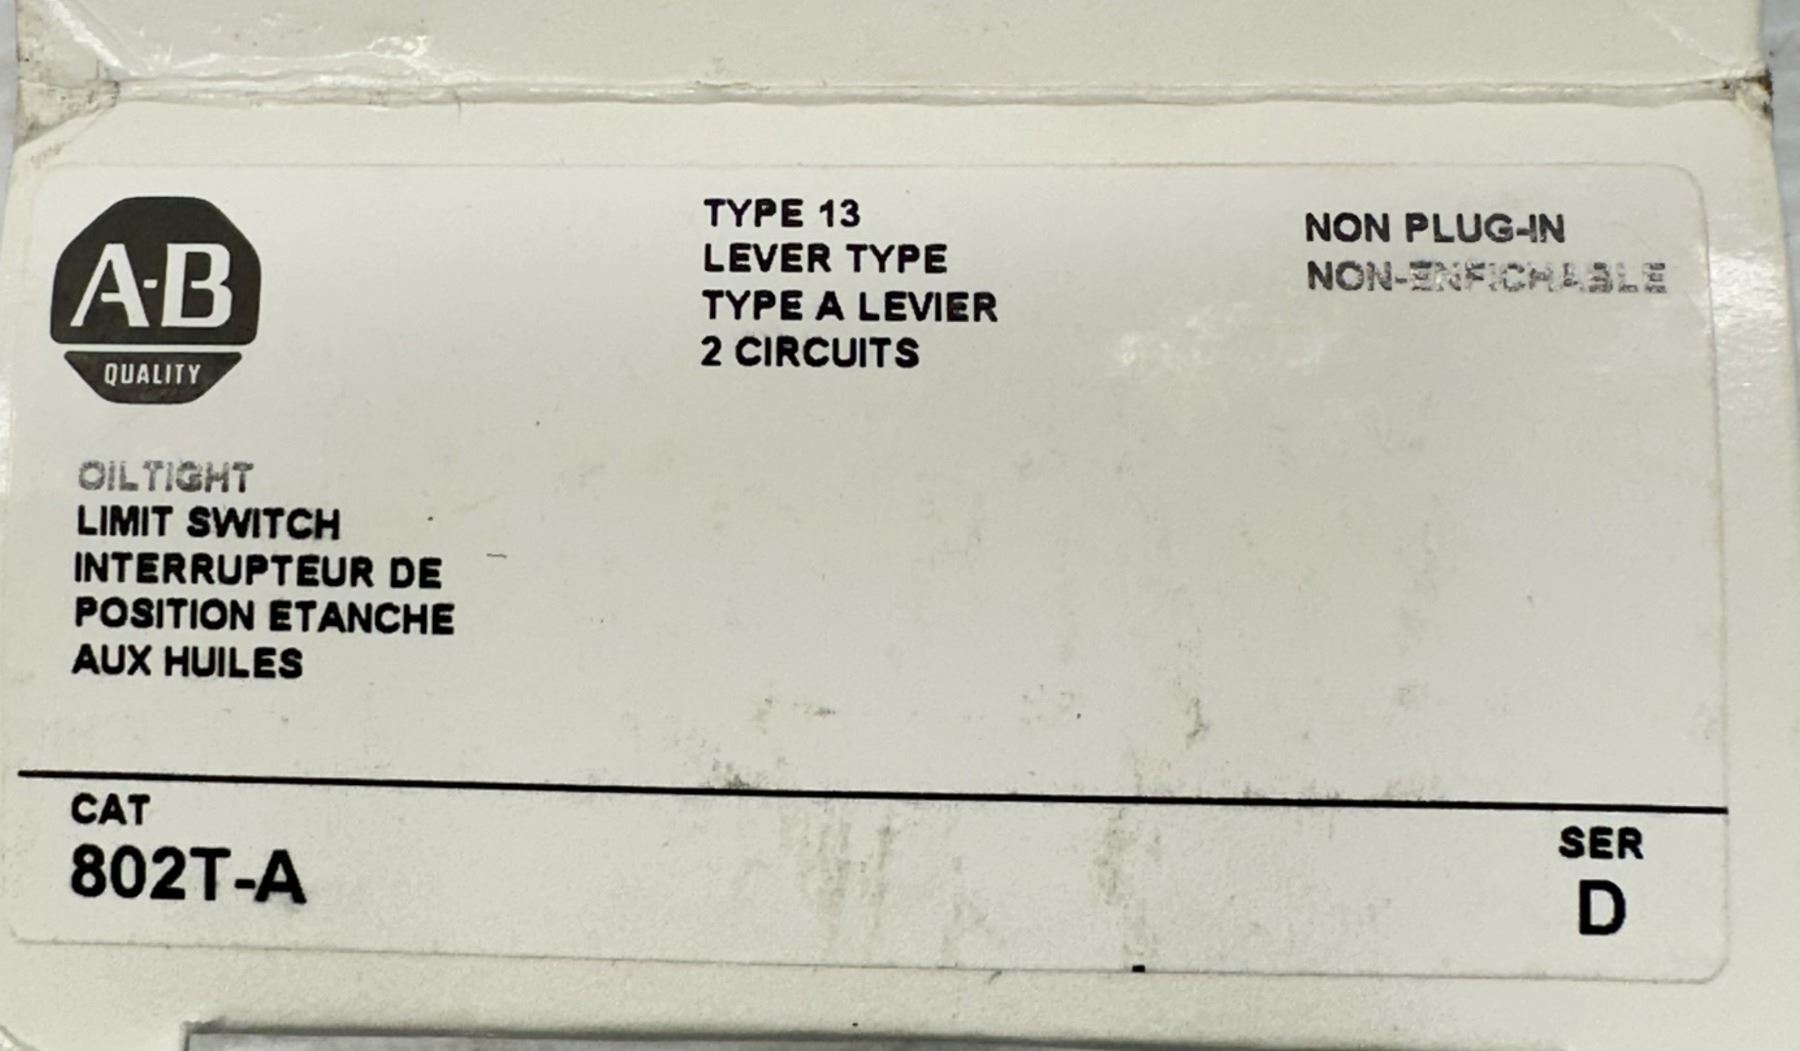 A-B
QUALITY
TYPE 13
LEVER TYPE
TYPE A LEVIER
2 CIRCUITS
NON PLUG-IN
NON-ENFICHABLE
OILTIGHT
LIMIT SWITCH
INTERRUPTEUR DE
POSITION ETANCHE
AUX HUILES
CAT
802T-A
SER
D